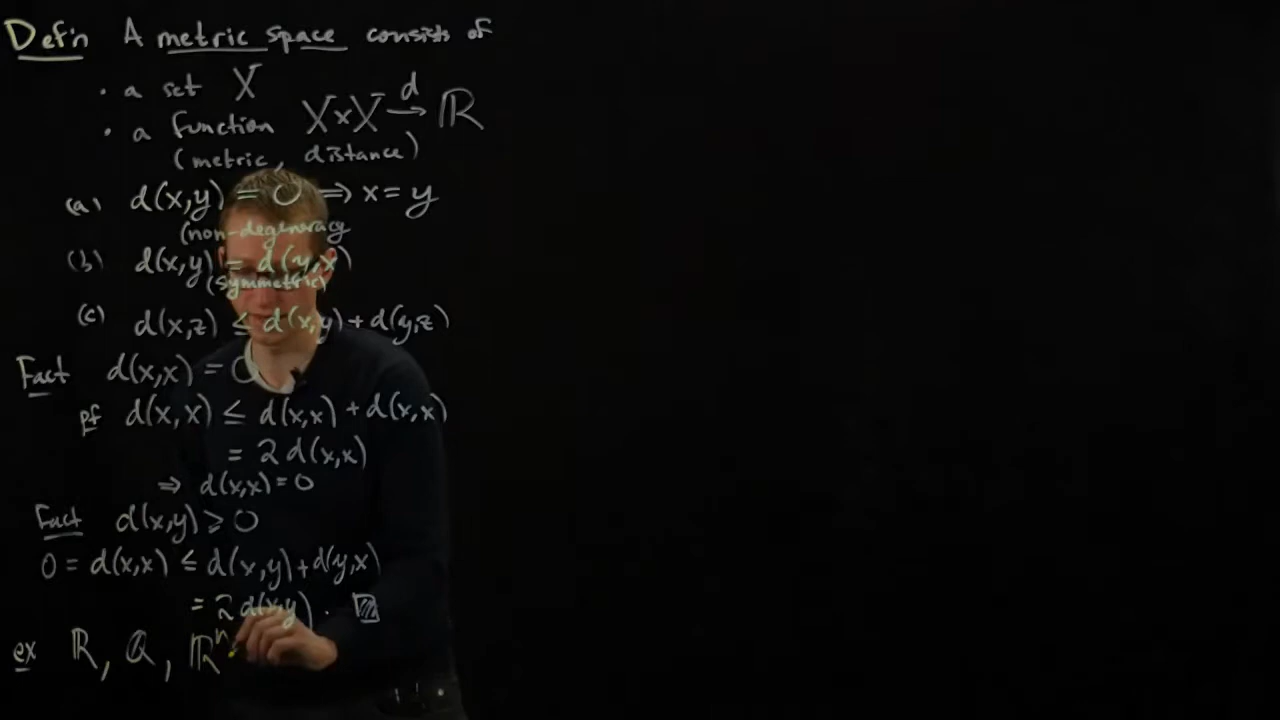 Defn A metric space consists of
• a set X
• a function X×X →d ℝ
(metric, distance)
(a) d(x,y) = 0 ⇒ x = y
(non-degeneracy
(b) d(x,y) = d(y,x)
(symmetric)
(c) d(x,z) ≤ d(x,y) + d(y,z)
Fact d(x,x) = 0
pf d(x,x) ≤ d(x,x) + d(x,x)
= 2 d(x,x)
⇒ d(x,x) = 0
Fact d(x,y) ≥ 0
0 = d(x,x) ≤ d(x,y) + d(y,x)
= 2 d(x,y).
ex ℝ, ℚ, ℝⁿ